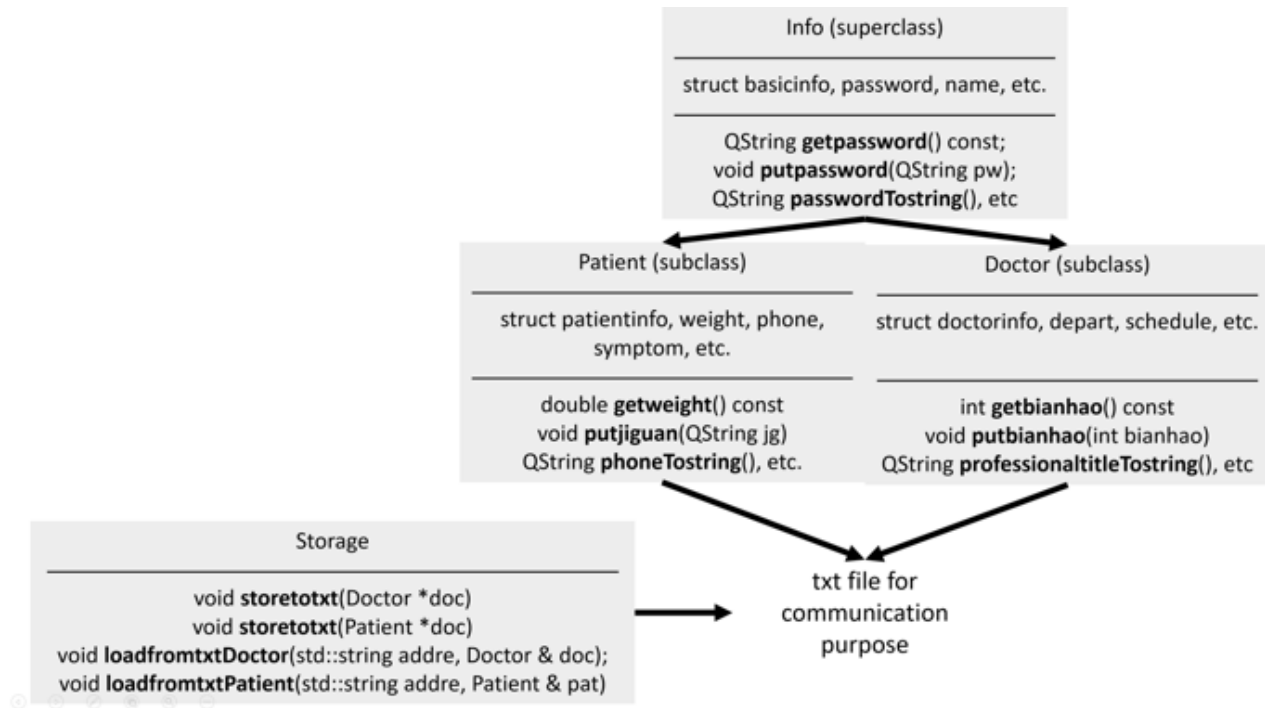 Info (superclass)
struct basicinfo, password, name, etc.
QString getpassword() const;
void putpassword(QString pw);
QString passwordTostring(), etc
Patient (subclass)
struct patientinfo, weight, phone,
symptom, etc.
double getweight() const
void putjiguan(QString jg)
QString phoneTostring(), etc.
Doctor (subclass)
struct doctorinfo, depart, schedule, etc.
int getbianhao() const
void putbianhao(int bianhao)
QString professionaltitleTostring(), etc
Storage
void storetotxt(Doctor *doc)
void storetotxt(Patient *doc)
void loadfromtxtDoctor(std::string addre, Doctor & doc);
void loadfromtxtPatient(std::string addre, Patient & pat)
txt file for
communication
purpose